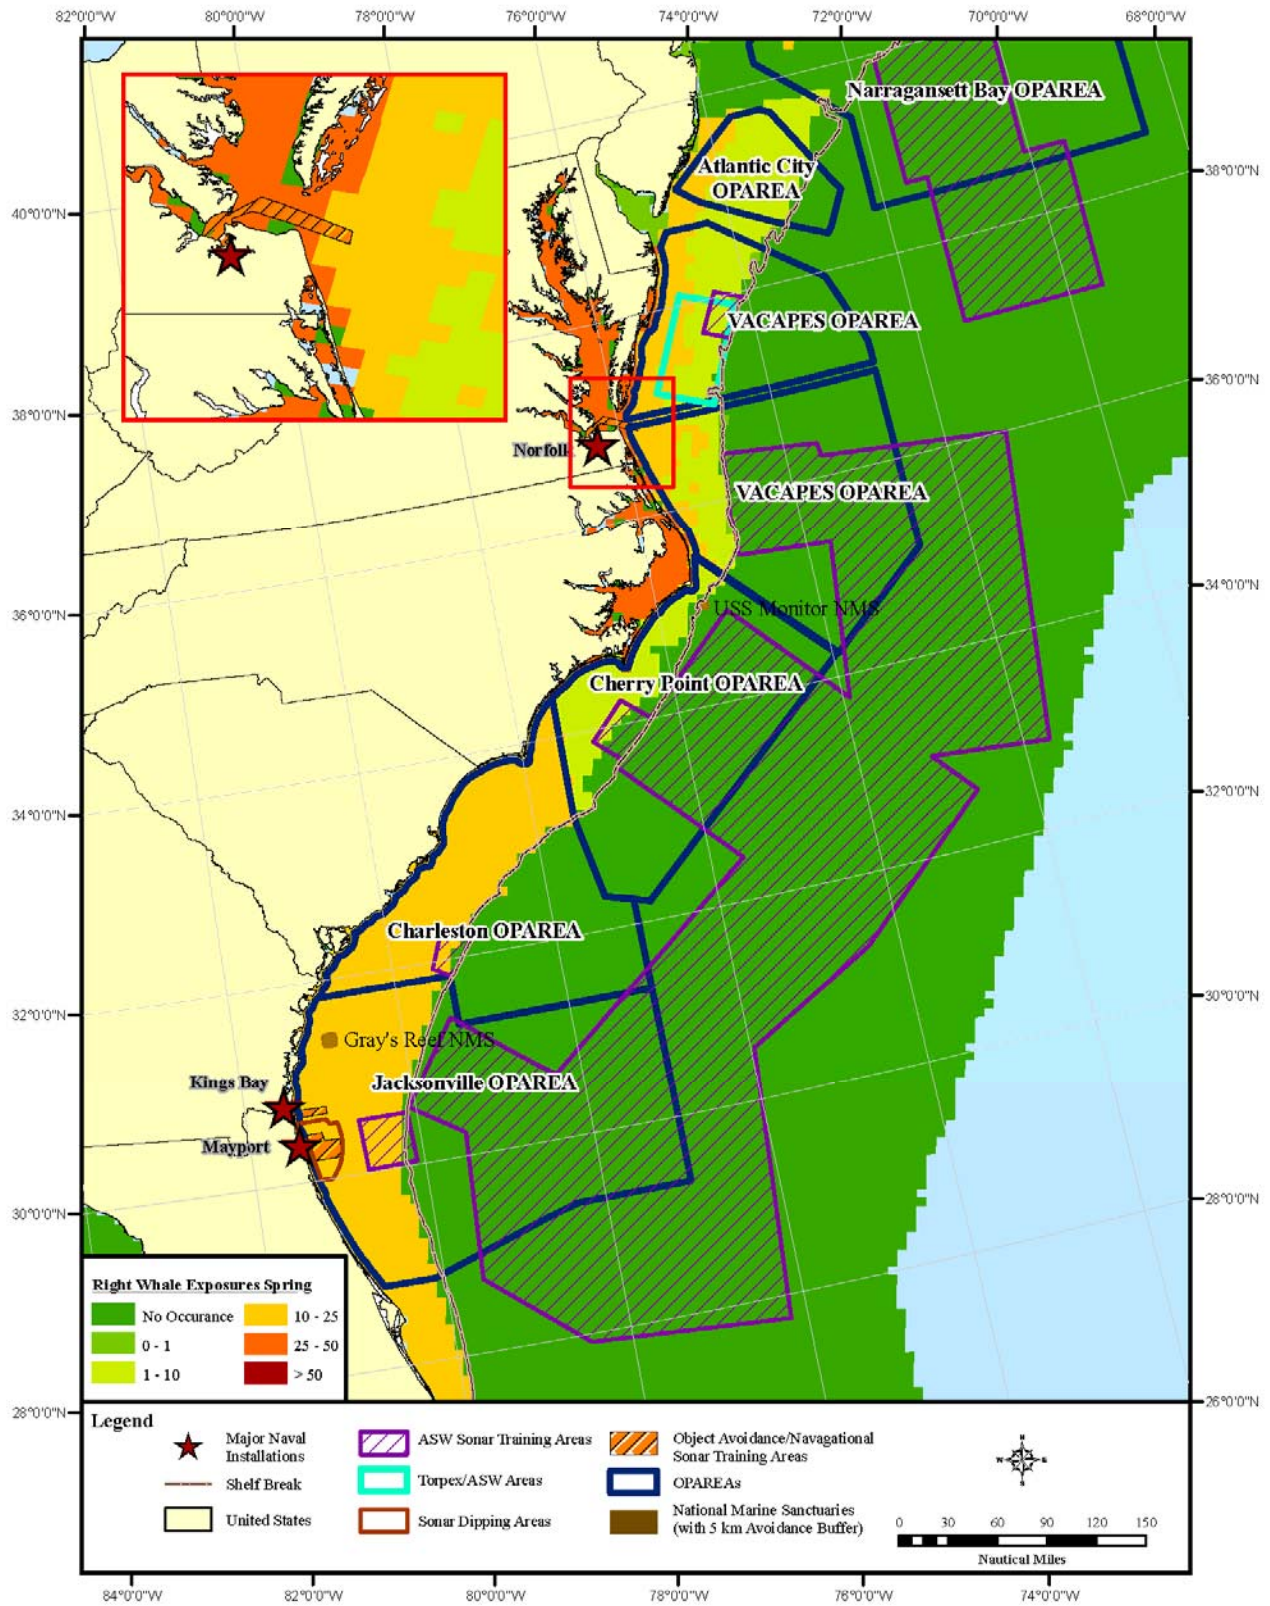 82°0'0"W 80°0'0"W 78°0'0"W 76°0'0"W 74°0'0"W 72°0'0"W 70°0'0"W 68°0'0"W
Narragansett Bay OPAREA
Atlantic City
OPAREA
38°0'0"N
40°0'0"N
VACAPES OPAREA
36°0'0"N
38°0'0"N
Norfolk
VACAPES OPAREA
34°0'0"N
USS Monitor NMS
36°0'0"N
Cherry Point OPAREA
32°0'0"N
34°0'0"N
Charleston OPAREA
30°0'0"N
32°0'0"N
Gray's Reef NMS
Kings Bay
Jacksonville OPAREA
Mayport
28°0'0"N
30°0'0"N
Right Whale Exposures Spring
No Occurance
0 - 1
1 - 10
10 - 25
25 - 50
> 50
26°0'0"N
28°0'0"N
Legend
Major Naval
Installations
Shelf Break
United States
ASW Sonar Training Areas
Torpex/ASW Areas
Sonar Dipping Areas
Object Avoidance/Navagational
Sonar Training Areas
OPAREAs
National Marine Sanctuaries
(with 5 km Avoidance Buffer)
N
W E
S
0 30 60 90 120 150
Nautical Miles
84°0'0"W 82°0'0"W 80°0'0"W 78°0'0"W 76°0'0"W 74°0'0"W